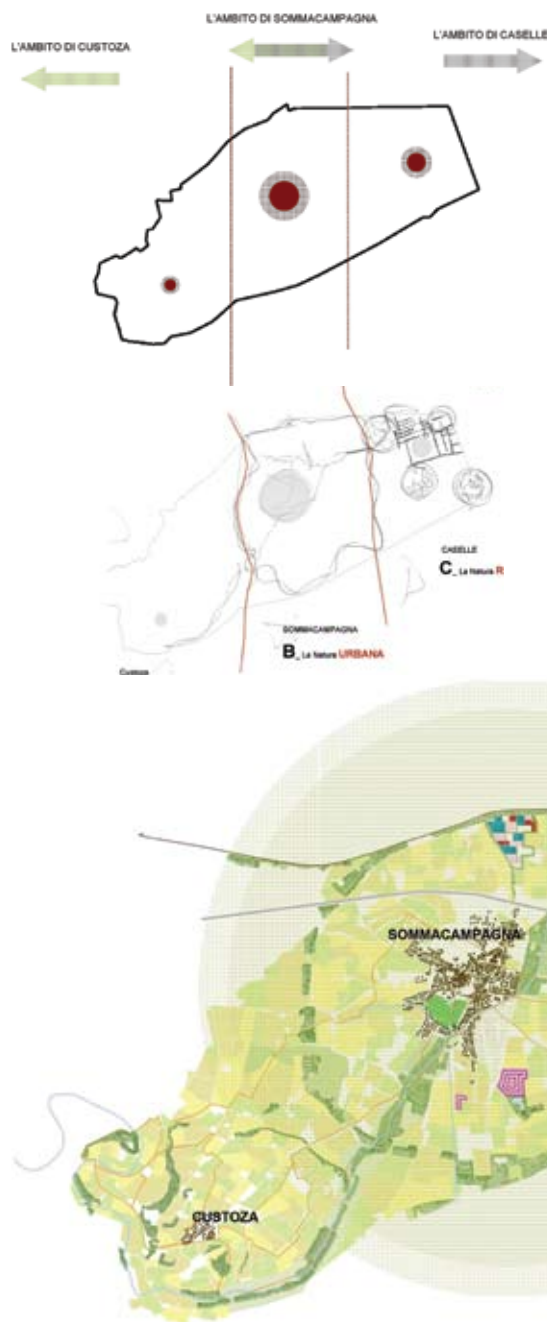 L'AMBITO DI SOMMACAMPAGNA
L'AMBITO DI CUSTOZA
L'AMBITO DI CASELLE
CASELLE
C_ La Natura R
SOMMACAMPAGNA
B_ La Natura URBANA
Custoza
SOMMACAMPAGNA
CUSTOZA